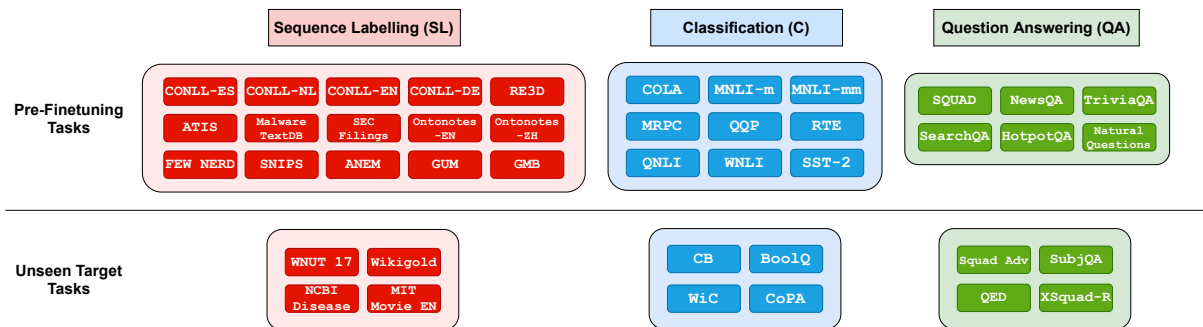 Sequence Labelling (SL)
Classification (C)
Question Answering (QA)
Pre-Finetuning
Tasks
CONLL-ES CONLL-NL CONLL-EN CONLL-DE RE3D
ATIS Malware TextDB SEC Filings Ontonotes -EN Ontonotes -ZH
FEW NERD SNIPS ANEM GUM GMB
COLA MNLI-m MNLI-mm
MRPC QQP RTE
QNLI WNLI SST-2
SQUAD NewsQA TriviaQA
SearchQA HotpotQA Natural Questions
Unseen Target
Tasks
WNUT 17 Wikigold
NCBI Disease MIT Movie EN
CB BoolQ
WiC CoPA
Squad Adv SubjQA
QED XSquad-R